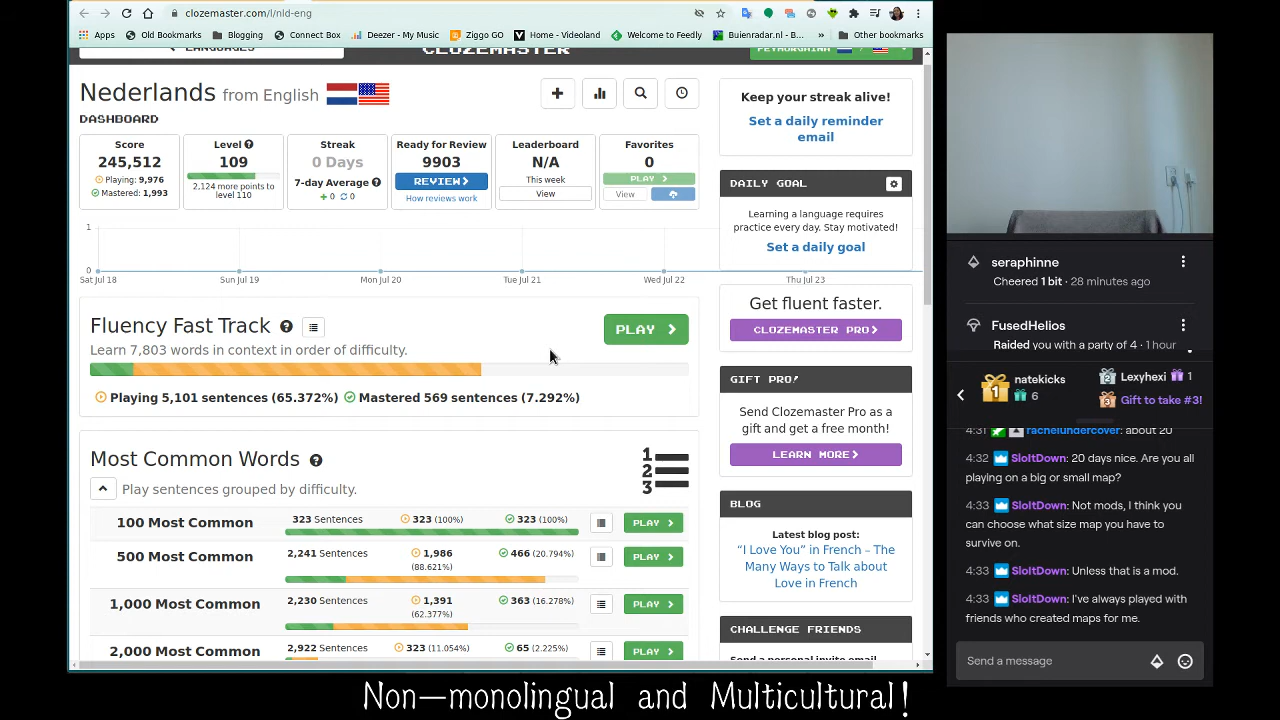 clozemaster.com/l/nld-eng
Apps
Old Bookmarks
Blogging
Connect Box
Deezer - My Music
Ziggo GO
Home - Videoland
Welcome to Feedly
Buienradar.nl - B...
»
Other bookmarks
LANGUAGES
CLOZEMASTER
Nederlands from English
DASHBOARD
Score
245,512
Playing: 9,976
Mastered: 1,993
Level
109
2,124 more points to
level 110
Streak
0 Days
7-day Average
+ 0 0
Ready for Review
9903
REVIEW>
How reviews work
Leaderboard
N/A
This week
View
Favorites
0
PLAY >
View
1
0
Sat Jul 18
Sun Jul 19
Mon Jul 20
Tue Jul 21
Wed Jul 22
Thu Jul 23
Fluency Fast Track
PLAY >
Learn 7,803 words in context in order of difficulty.
Playing 5,101 sentences (65.372%) Mastered 569 sentences (7.292%)
Most Common Words
1
2
3
Play sentences grouped by difficulty.
100 Most Common 323 Sentences 323 (100%) 323 (100%) PLAY >
500 Most Common 2,241 Sentences 1,986 466 (20.794%) PLAY >
(88.621%)
1,000 Most Common 2,230 Sentences 1,391 363 (16.278%) PLAY >
(62.377%)
2,000 Most Common 2,922 Sentences 323 (11.054%) 65 (2.225%) PLAY >
Keep your streak alive!
Set a daily reminder
email
DAILY GOAL
Learning a language requires
practice every day. Stay motivated!
Set a daily goal
Get fluent faster.
CLOZEMASTER PRO>
GIFT PRO!
Send Clozemaster Pro as a
gift and get a free month!
LEARN MORE>
BLOG
Latest blog post:
“I Love You” in French – The
Many Ways to Talk about
Love in French
CHALLENGE FRIENDS
Send a personal invite email
seraphinne
Cheered 1 bit · 28 minutes ago
FusedHelios
Raided you with a party of 4 · 1 hour
1
natekicks
6
2
Lexyhexi 1
3
Gift to take #3!
4:31 rachelundercover: about 20
4:32 SloltDown: 20 days nice. Are you all
playing on a big or small map?
4:33 SloltDown: Not mods, I think you
can choose what size map you have to
survive on.
4:33 SloltDown: Unless that is a mod.
4:33 SloltDown: I've always played with
friends who created maps for me.
Send a message
Non-monolingual and Multicultural!